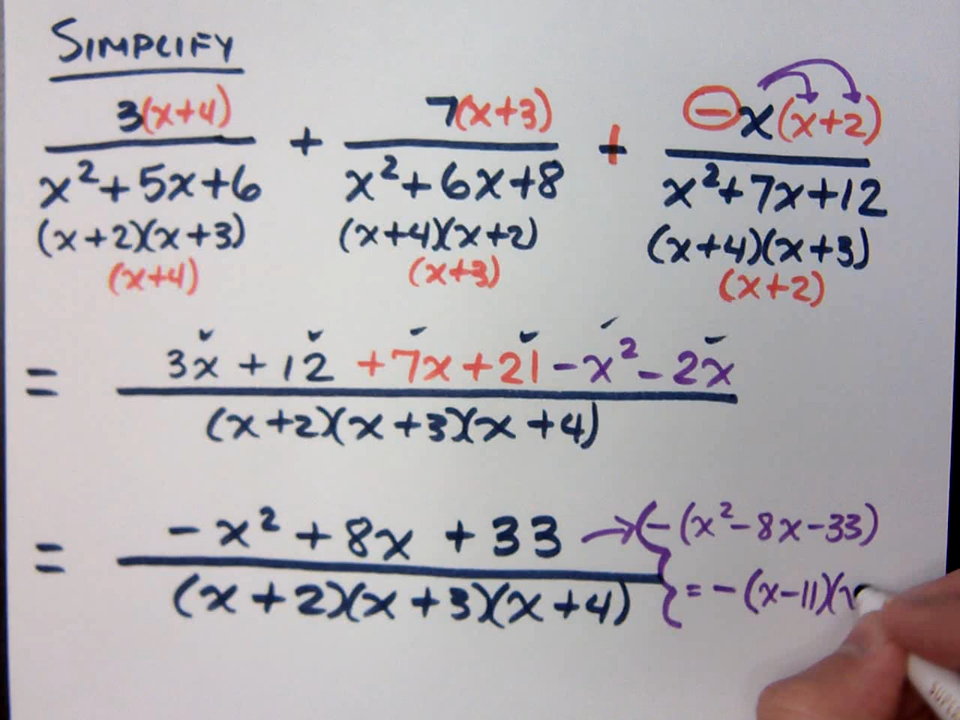 SIMPLIFY
3(x+4) + 7(x+3) + -x(x+2)
x²+5x+6 x²+6x+8 x²+7x+12
(x+2)(x+3) (x+4)(x+2) (x+4)(x+3)
(x+4) (x+3) (x+2)
= 3x + 12 + 7x + 21 - x² - 2x
(x+2)(x+3)(x+4)
= -x² + 8x + 33 → -(x²-8x-33)
(x+2)(x+3)(x+4) = -(x-11)(x